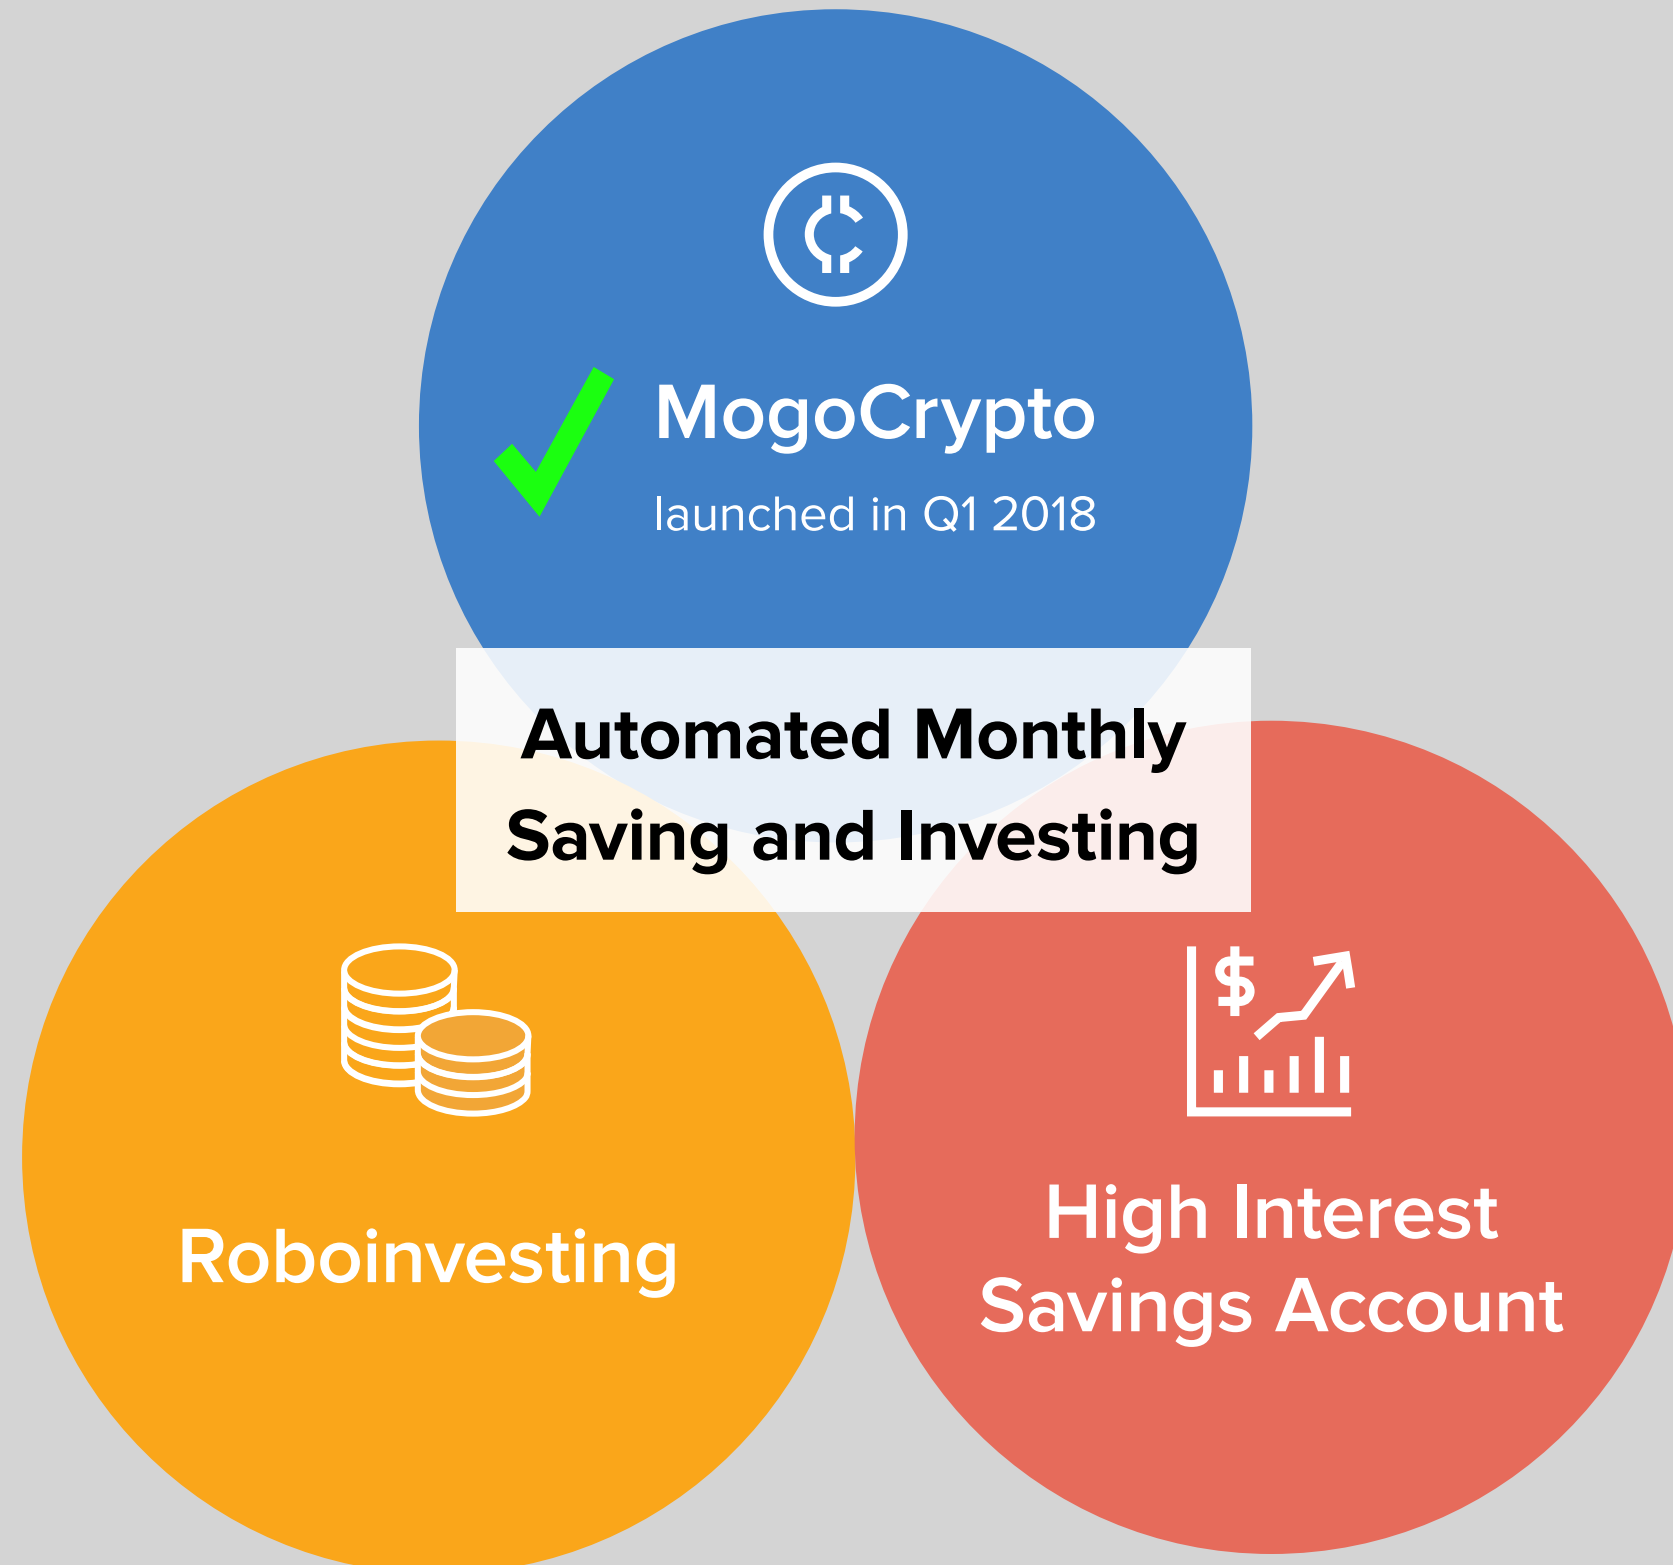 MogoCrypto
launched in Q1 2018
Automated Monthly
Saving and Investing
$
Roboinvesting
High Interest
Savings Account